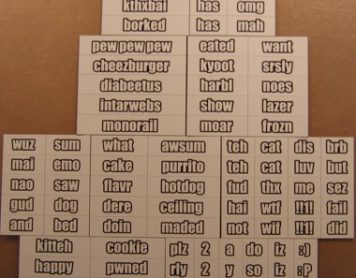 kthxbai has omg
borked has mah
pew pew pew eated want
cheezburger kyoot srsly
diabeetus harbl noes
intarwebs show lazer
monorail moar frozn
wuz sum what awsum teh cat dis brb
mai emo cake purrito teh cat luv but
nao saw flavr hotdog fud thx me sez
gud dog dere ceiling hai wtf !!1! fail
and bed doin maded not wif !!1! did
kitteh cookie plz 2 a do iz :)
happy pwned rly 2 y so iz :P